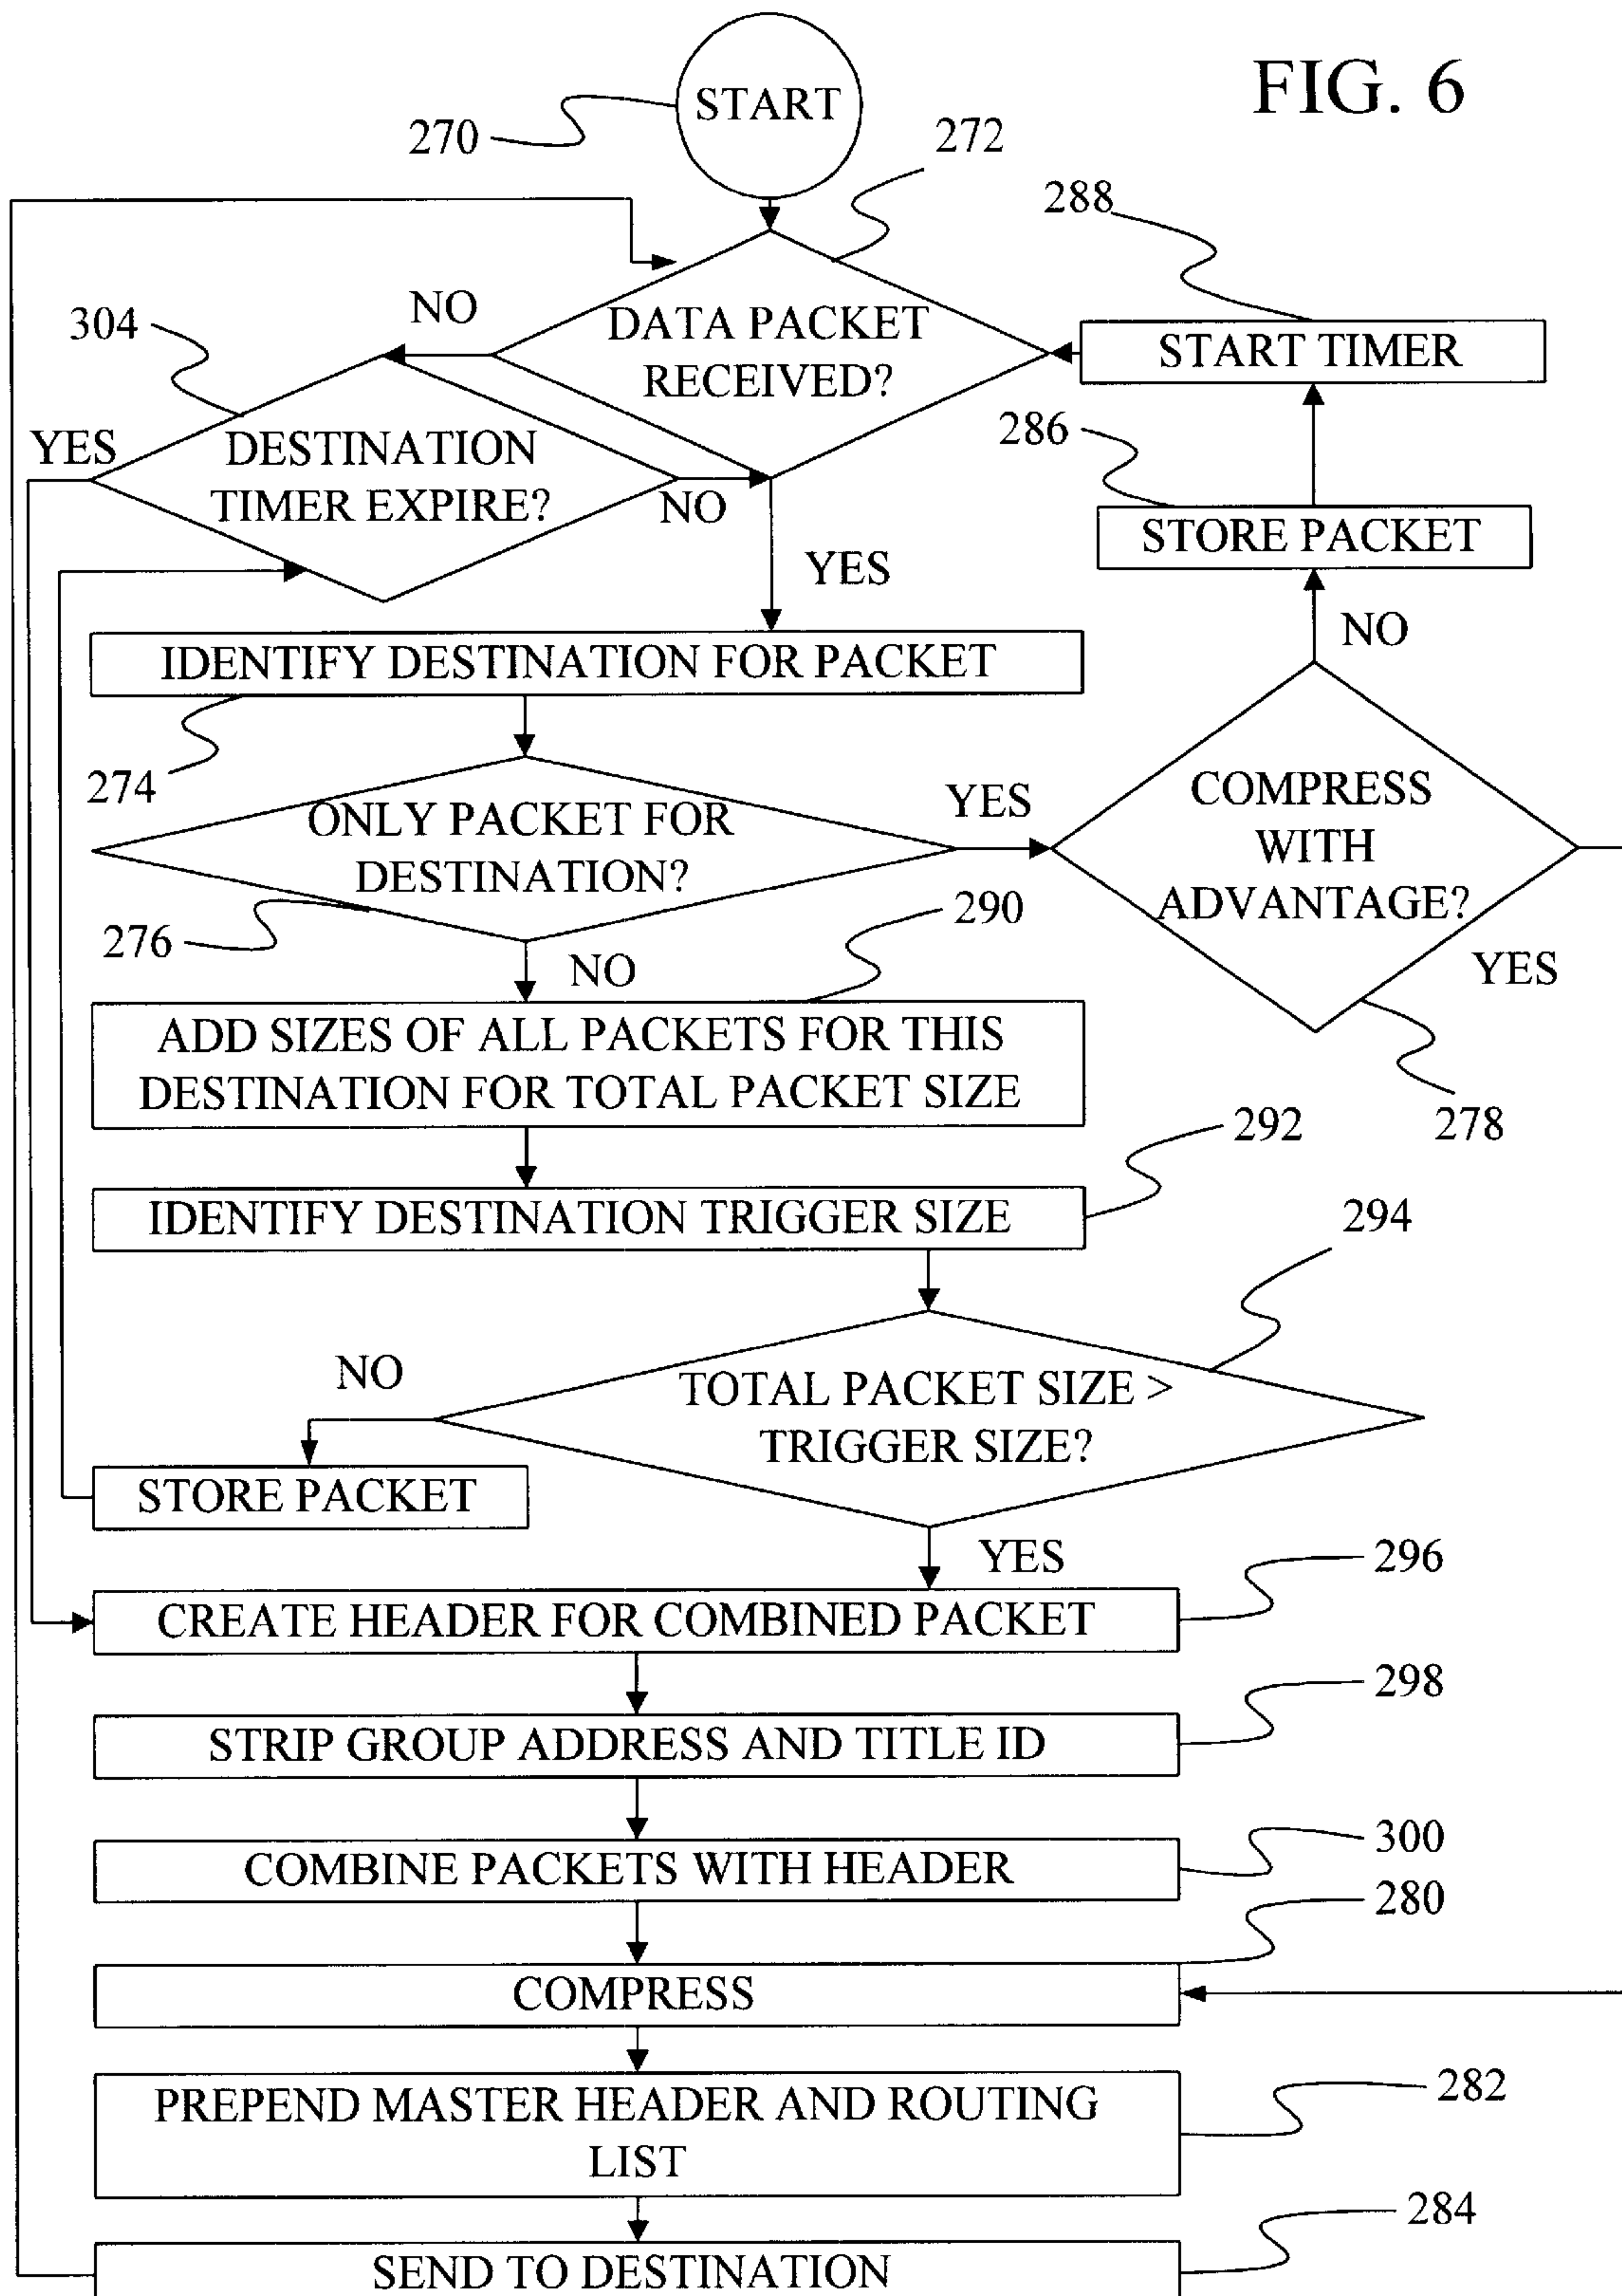 FIG. 6
START
270
272
288
NO
304
DATA PACKET
RECEIVED?
START TIMER
YES
DESTINATION
TIMER EXPIRE?
NO
286
STORE PACKET
YES
NO
IDENTIFY DESTINATION FOR PACKET
274
ONLY PACKET FOR
DESTINATION?
YES
COMPRESS
WITH
ADVANTAGE?
276
NO
290
YES
ADD SIZES OF ALL PACKETS FOR THIS
DESTINATION FOR TOTAL PACKET SIZE
278
292
IDENTIFY DESTINATION TRIGGER SIZE
294
NO
TOTAL PACKET SIZE >
TRIGGER SIZE?
STORE PACKET
YES
296
CREATE HEADER FOR COMBINED PACKET
298
STRIP GROUP ADDRESS AND TITLE ID
300
COMBINE PACKETS WITH HEADER
280
COMPRESS
282
PREPEND MASTER HEADER AND ROUTING
LIST
284
SEND TO DESTINATION